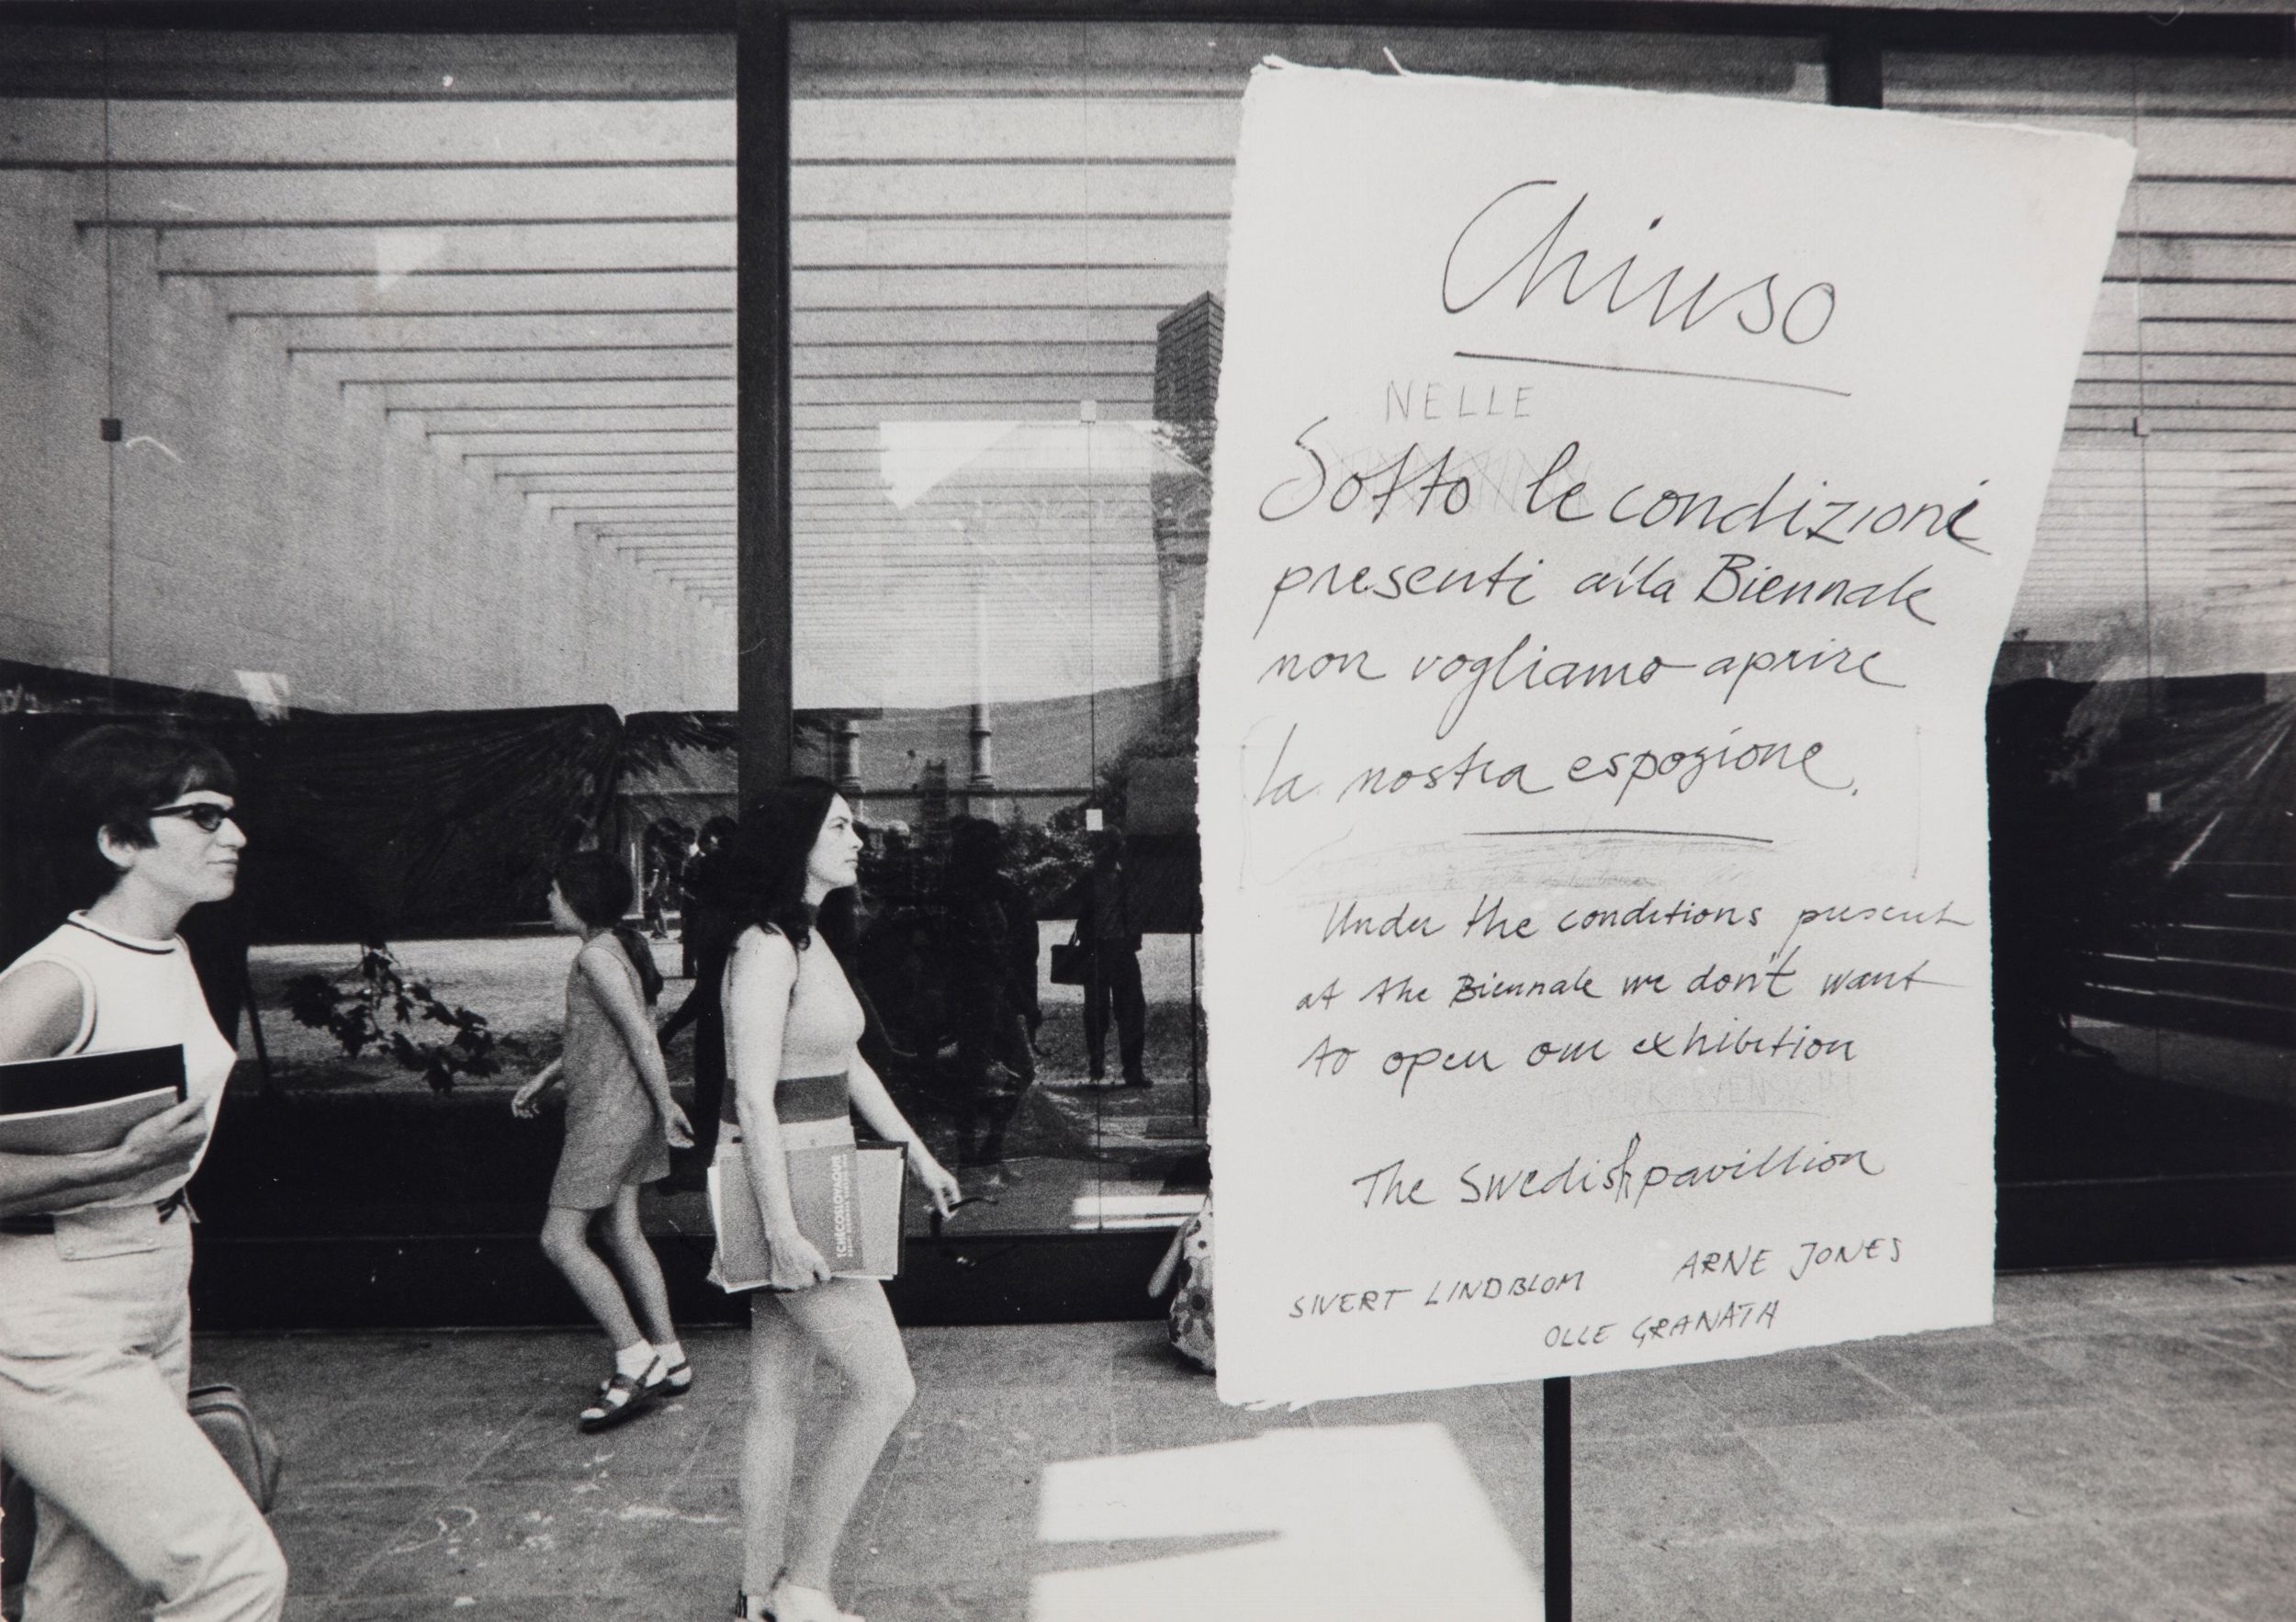 Chiuso
NELLE
Sotto le condizioni
presenti alla Biennale
non vogliamo aprire
la nostra espozione.
Under the conditions present
at the Biennale we don't want
to open our exhibition
The Swedish pavillion
SIVERT LINDBLOM
ARNE JONES
OLLE GRANATH
TCHÉCOSLOVAQUIE